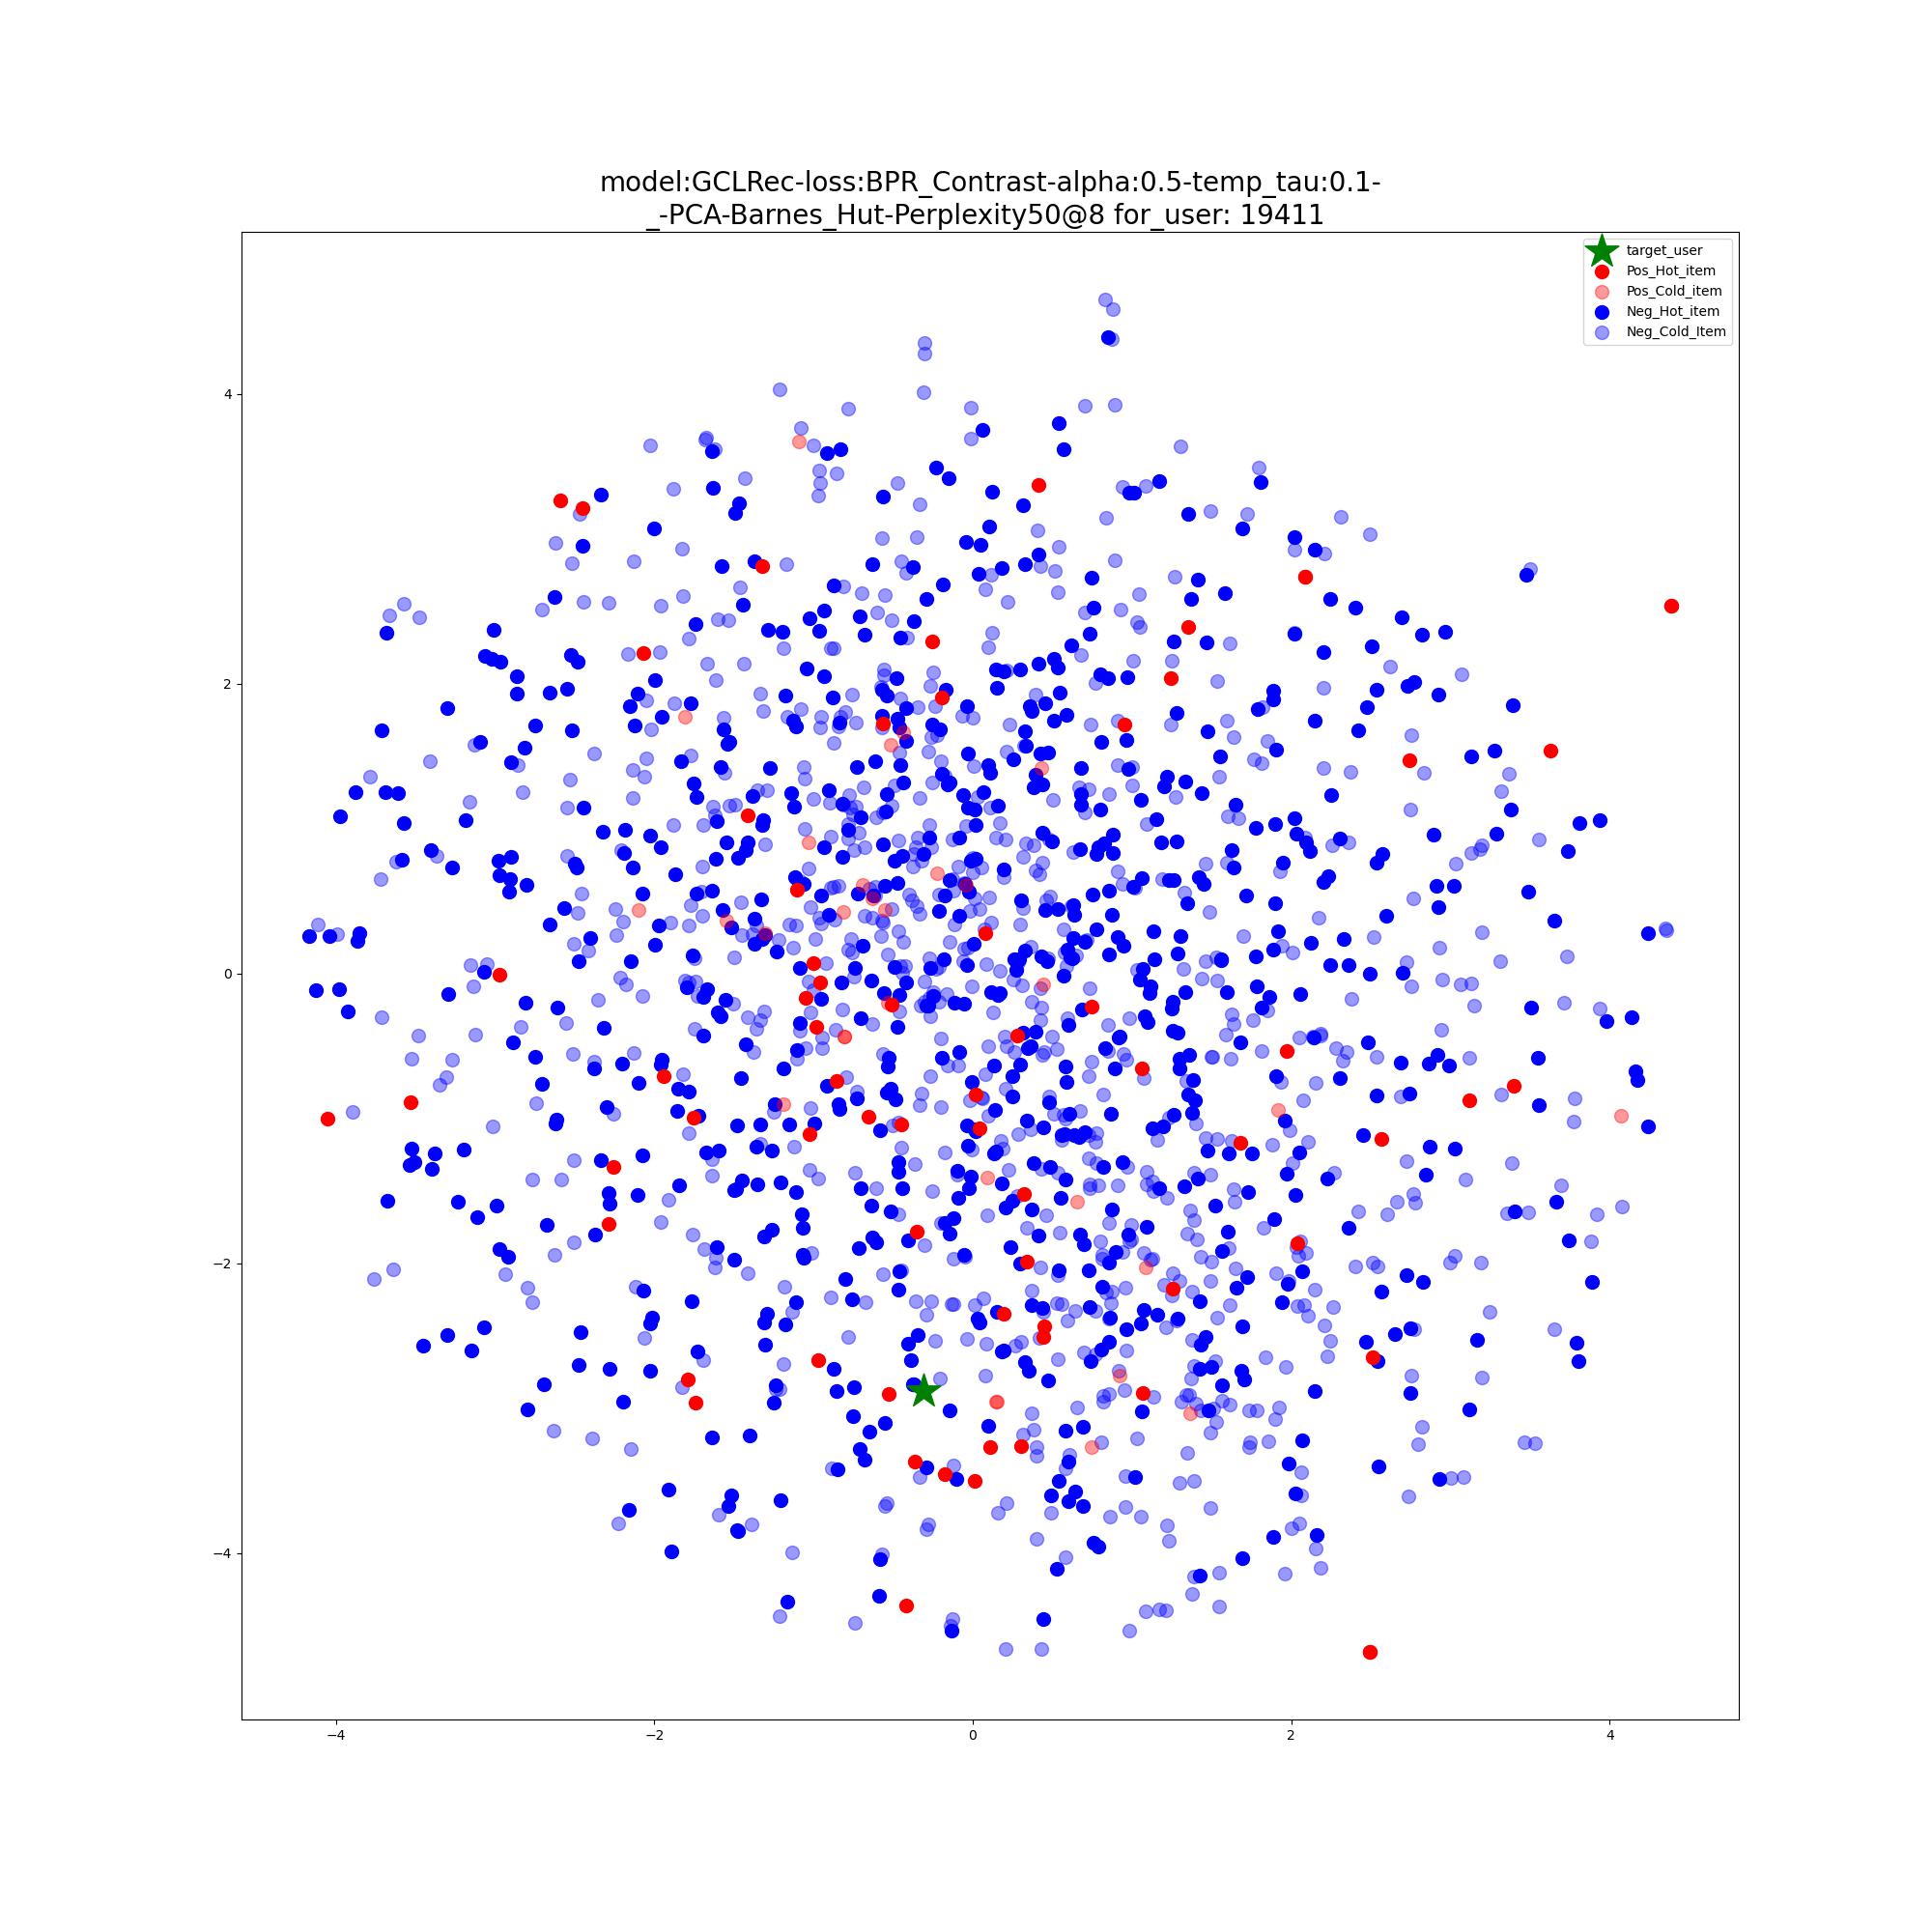 model:GCLRec-loss:BPR_Contrast-alpha:0.5-temp_tau:0.1-
_-PCA-Barnes_Hut-Perplexity50@8 for_user: 19411
target_user
Pos_Hot_item
Pos_Cold_item
Neg_Hot_item
Neg_Cold_Item
4
2
0
−2
−4
−4
−2
0
2
4